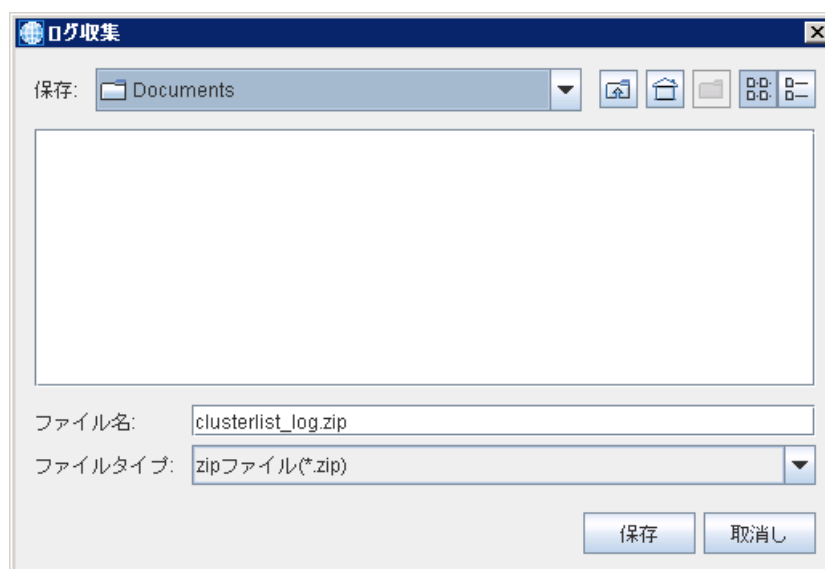 ログ収集
保存: Documents
ファイル名: clusterlist_log.zip
ファイルタイプ: zipファイル(*.zip)
保存 取消し